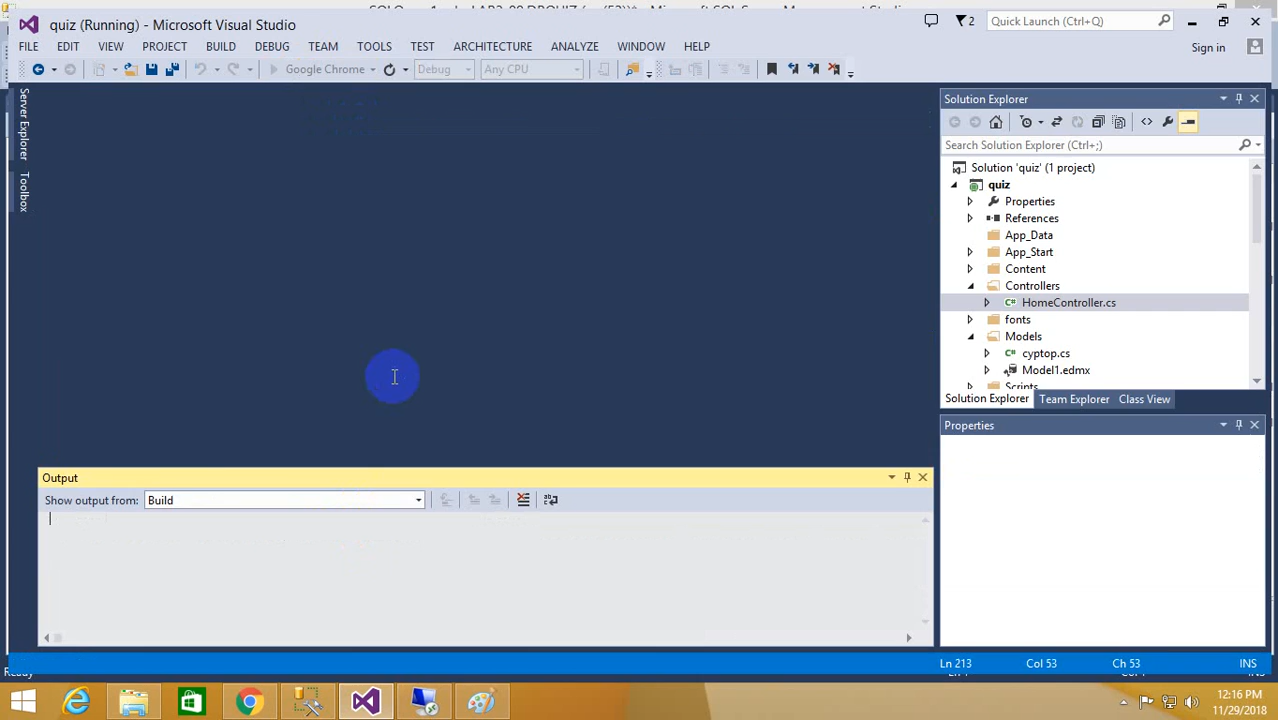 quiz (Running) - Microsoft Visual Studio
2
Quick Launch (Ctrl+Q)
FILE EDIT VIEW PROJECT BUILD DEBUG TEAM TOOLS TEST ARCHITECTURE ANALYZE WINDOW HELP
Sign in
Google Chrome Debug Any CPU
Server Explorer
Toolbox
Solution Explorer
Search Solution Explorer (Ctrl+;)
Solution 'quiz' (1 project)
quiz
Properties
References
App_Data
App_Start
Content
Controllers
C# HomeController.cs
fonts
Models
C# cyptop.cs
Model1.edmx
Scripts
Solution Explorer Team Explorer Class View
Properties
Output
Show output from: Build
Ln 213 Col 53 Ch 53 INS
12:16 PM
11/29/2018